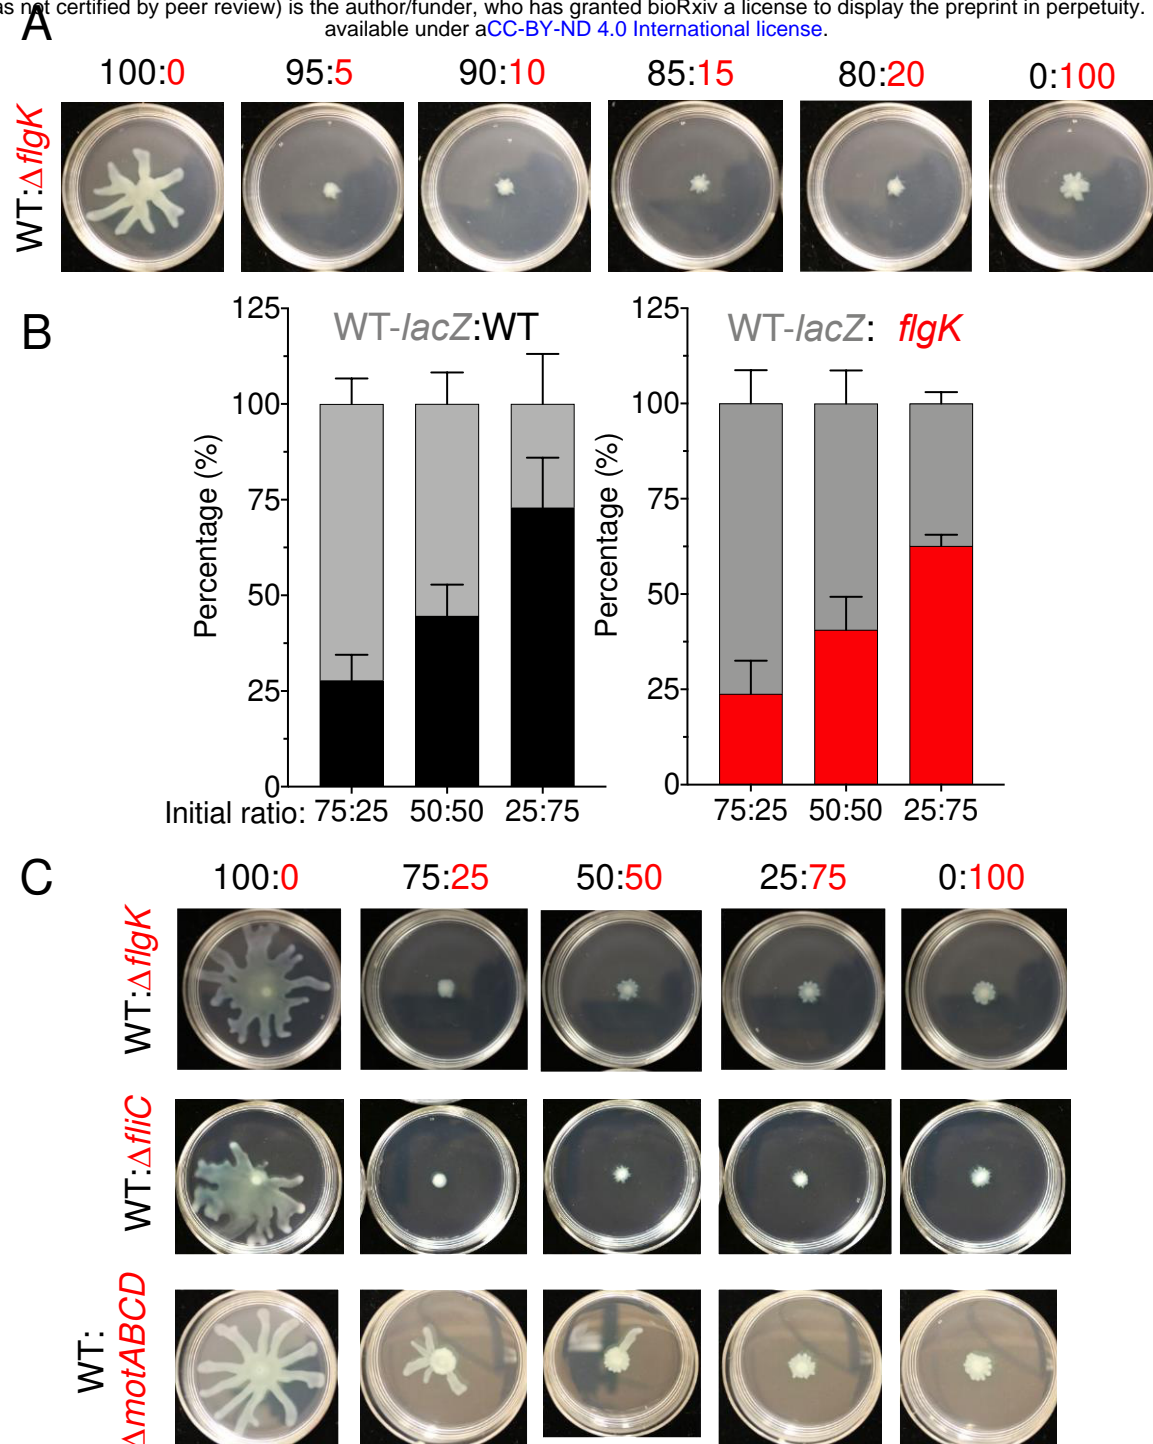 as not certified by peer review) is the author/funder, who has granted bioRxiv a license to display the preprint in perpetuity.
available under aCC-BY-ND 4.0 International license.
A
100:0 95:5 90:10 85:15 80:20 0:100
WT:ΔflgK
B
WT-lacZ:WT
Percentage (%)
125
100
75
50
25
0
Initial ratio: 75:25 50:50 25:75
WT-lacZ: flgK
Percentage (%)
125
100
75
50
25
0
75:25 50:50 25:75
C
100:0 75:25 50:50 25:75 0:100
WT:ΔflgK
WT:ΔfliC
WT:
ΔmotABCD